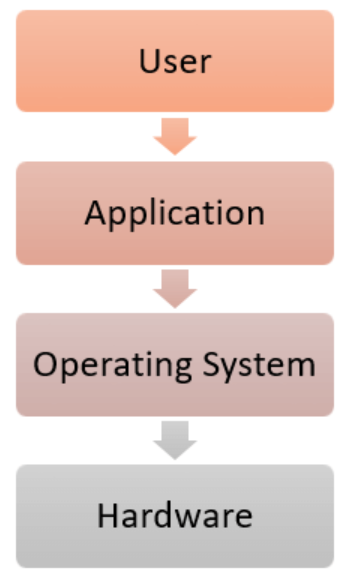 User
Application
Operating System
Hardware